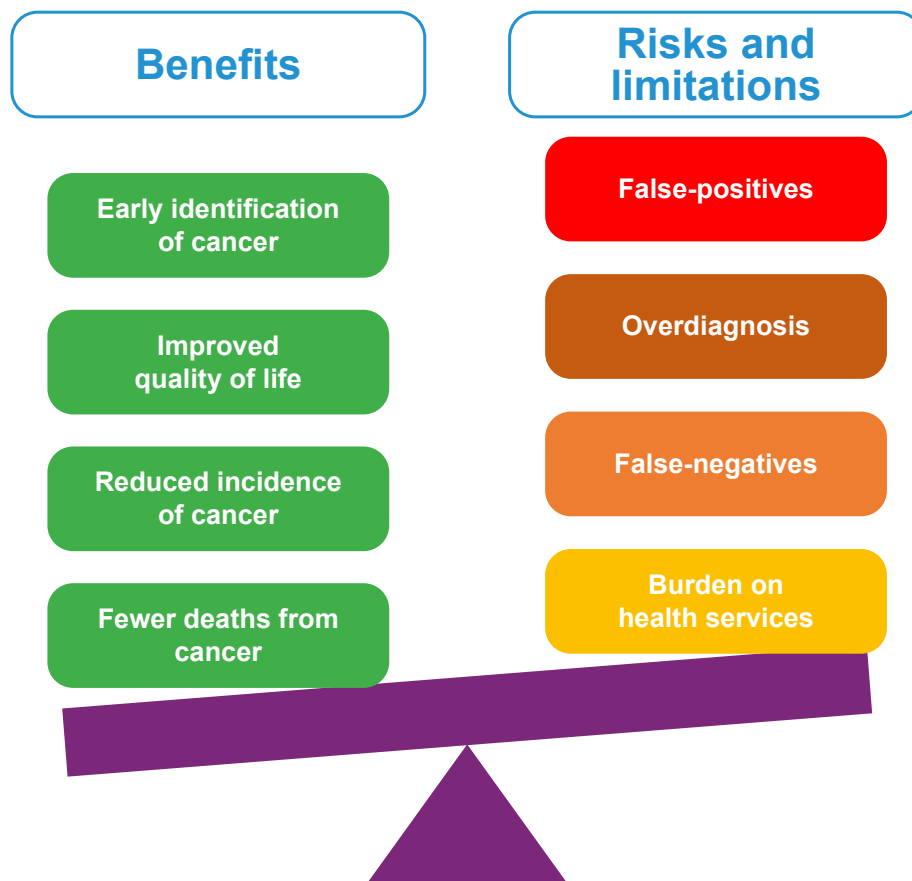 Benefits
Early identification
of cancer
Improved
quality of life
Reduced incidence
of cancer
Fewer deaths from
cancer
Risks and
limitations
False-positives
Overdiagnosis
False-negatives
Burden on
health services